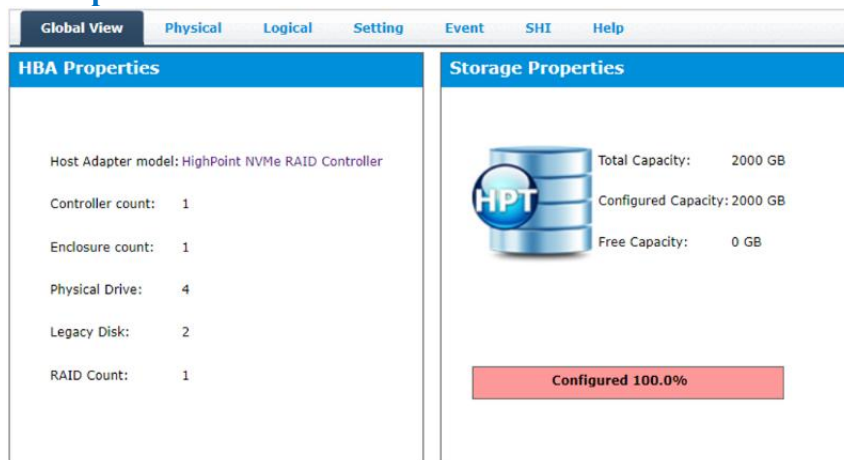 Global View Physical Logical Setting Event SHI Help
HBA Properties
Host Adapter model: HighPoint NVMe RAID Controller
Controller count: 1
Enclosure count: 1
Physical Drive: 4
Legacy Disk: 2
RAID Count: 1
Storage Properties
HPT
Total Capacity: 2000 GB
Configured Capacity: 2000 GB
Free Capacity: 0 GB
Configured 100.0%